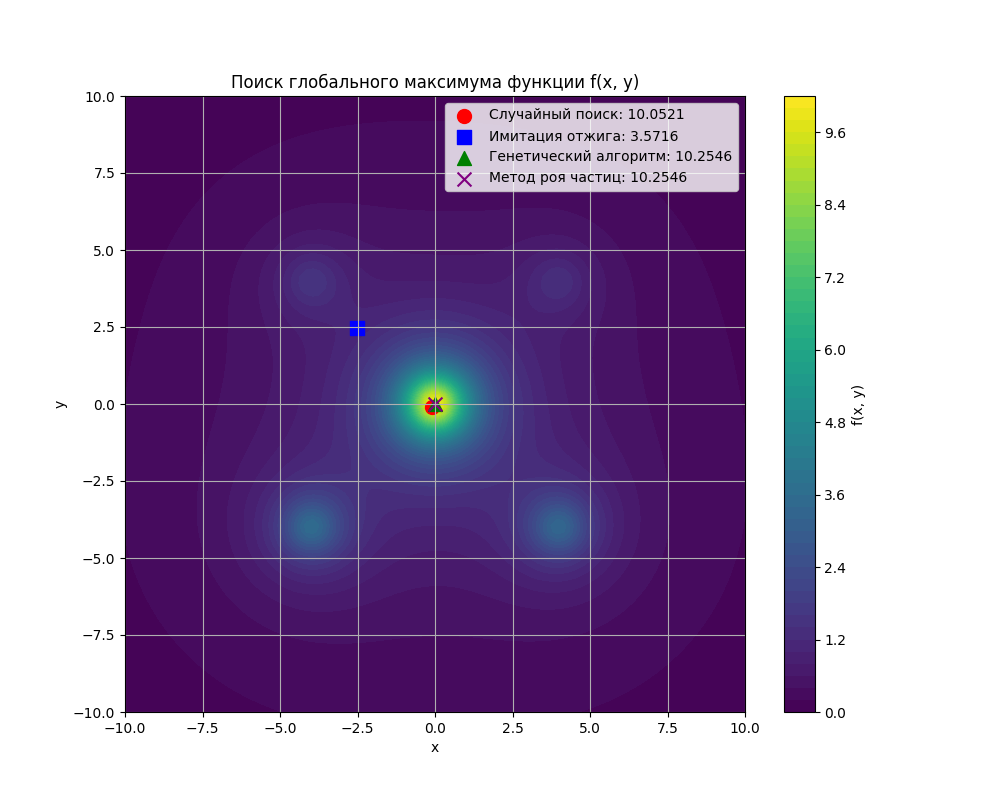 Поиск глобального максимума функции f(x, y)
Случайный поиск: 10.0521
Имитация отжига: 3.5716
Генетический алгоритм: 10.2546
Метод роя частиц: 10.2546
10.0
7.5
5.0
2.5
0.0
−2.5
−5.0
−7.5
−10.0
y
−10.0 −7.5 −5.0 −2.5 0.0 2.5 5.0 7.5 10.0
x
9.6
8.4
7.2
6.0
4.8
3.6
2.4
1.2
0.0
f(x, y)